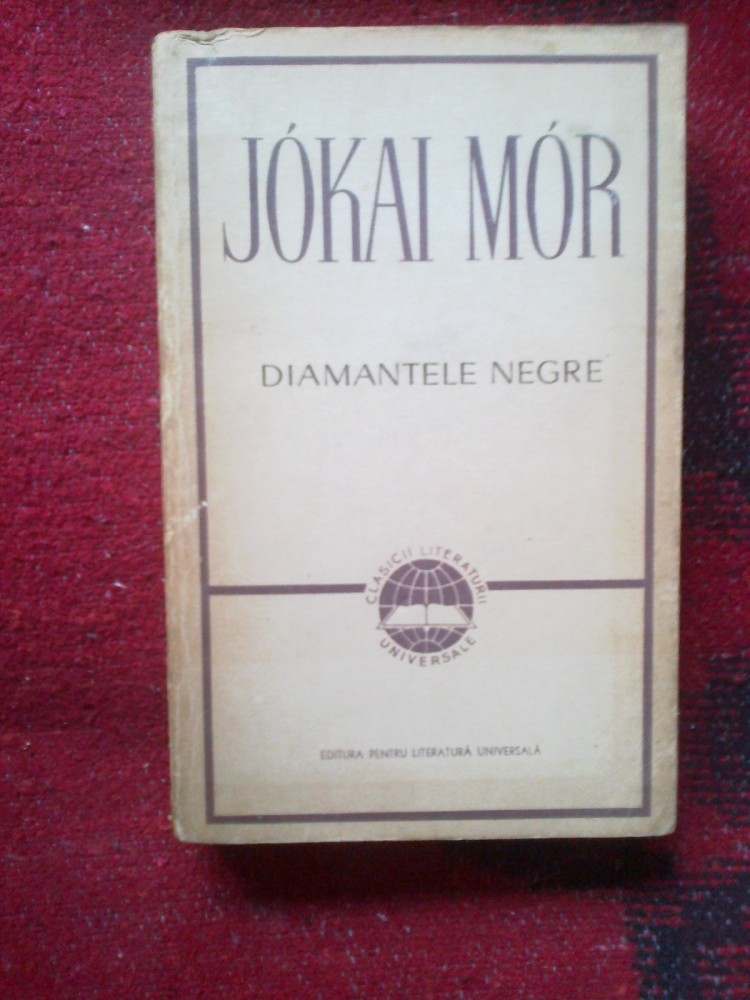 JÓKAI MÓR
DIAMANTELE NEGRE
CLASICII LITERATURII
UNIVERSALE
EDITURA PENTRU LITERATURĂ UNIVERSALĂ